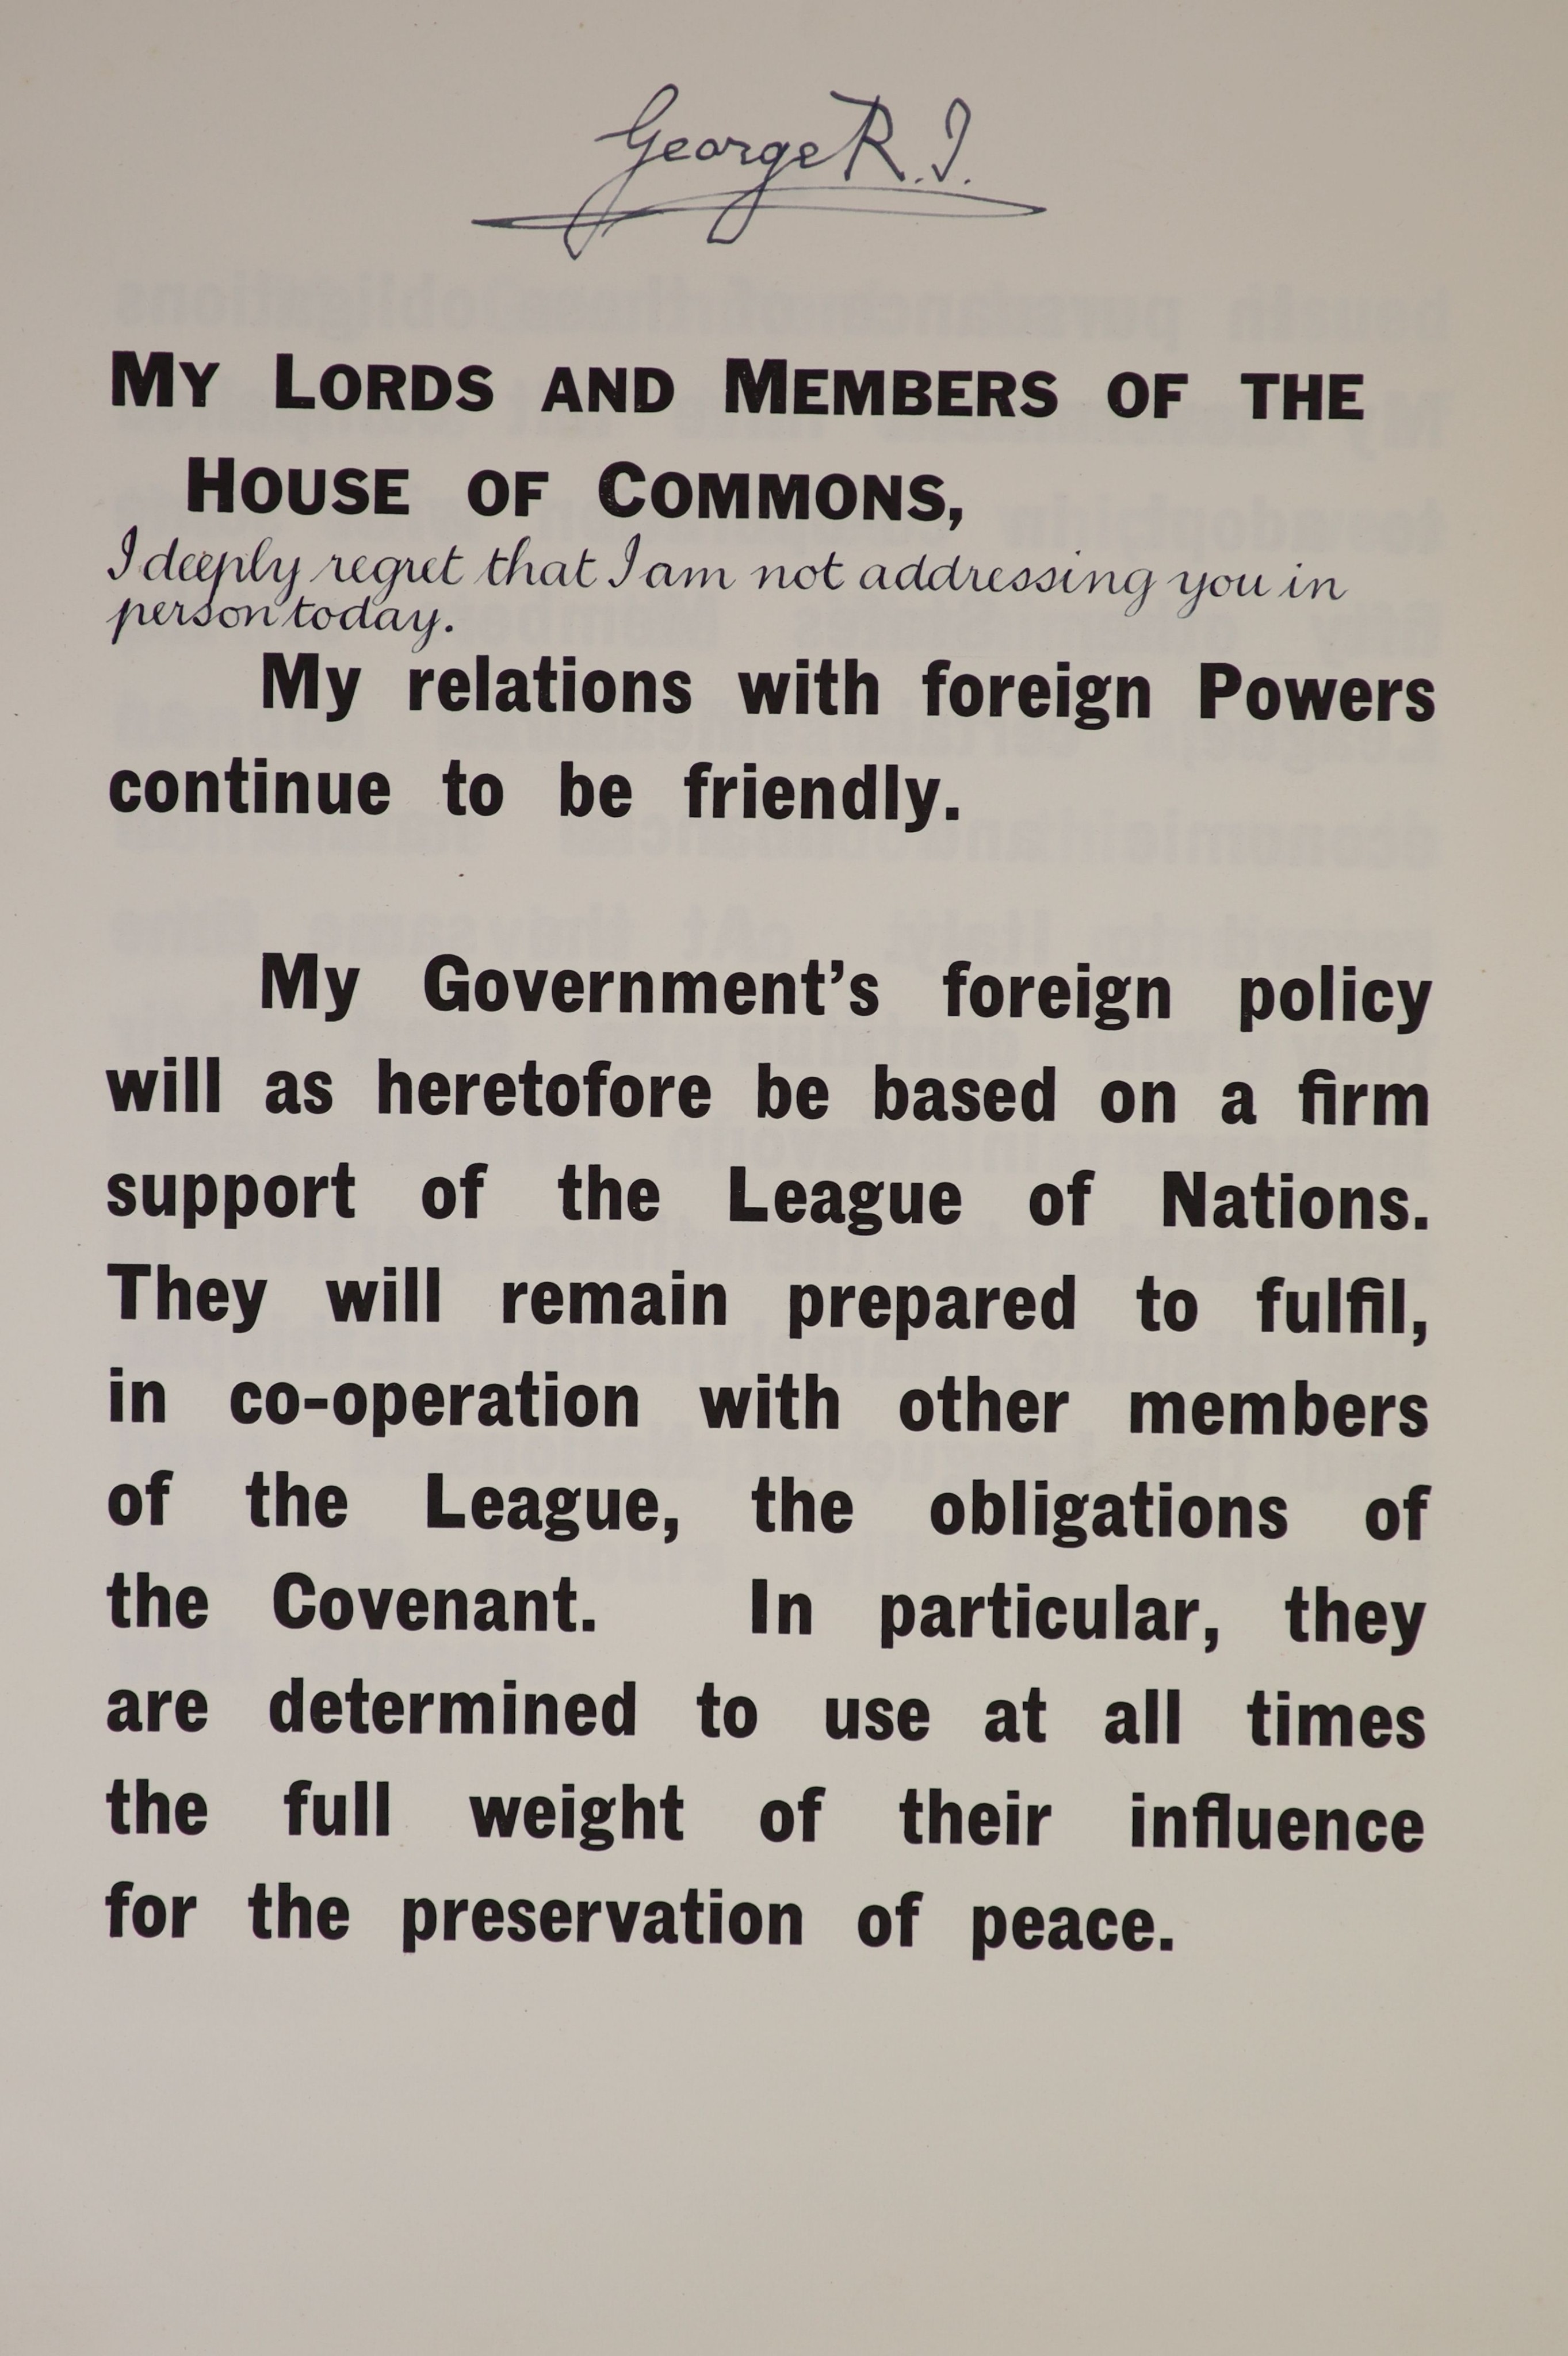 George R.I.
MY LORDS AND MEMBERS OF THE
HOUSE OF COMMONS,
I deeply regret that I am not addressing you in
person today.
My relations with foreign Powers
continue to be friendly.
My Government’s foreign policy
will as heretofore be based on a firm
support of the League of Nations.
They will remain prepared to fulfil,
in co-operation with other members
of the League, the obligations of
the Covenant. In particular, they
are determined to use at all times
the full weight of their influence
for the preservation of peace.